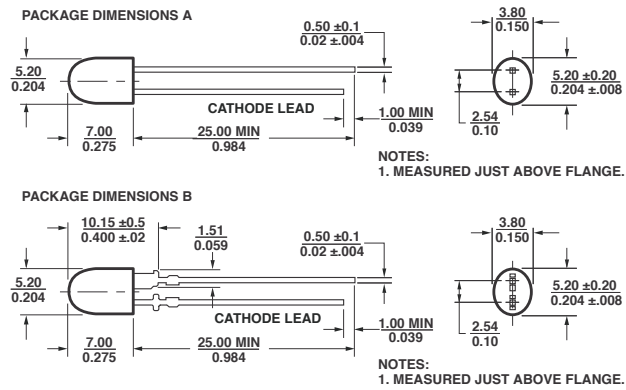 PACKAGE DIMENSIONS A
0.50 ±0.1
0.02 ±.004
3.80
0.150
5.20
0.204
5.20 ±0.20
0.204 ±.008
CATHODE LEAD
1.00 MIN
0.039
2.54
0.10
7.00
0.275
25.00 MIN
0.984
NOTES:
1. MEASURED JUST ABOVE FLANGE.
PACKAGE DIMENSIONS B
10.15 ±0.5
0.400 ±.02
1.51
0.059
0.50 ±0.1
0.02 ±.004
3.80
0.150
5.20
0.204
5.20 ±0.20
0.204 ±.008
CATHODE LEAD
1.00 MIN
0.039
2.54
0.10
7.00
0.275
25.00 MIN
0.984
NOTES:
1. MEASURED JUST ABOVE FLANGE.